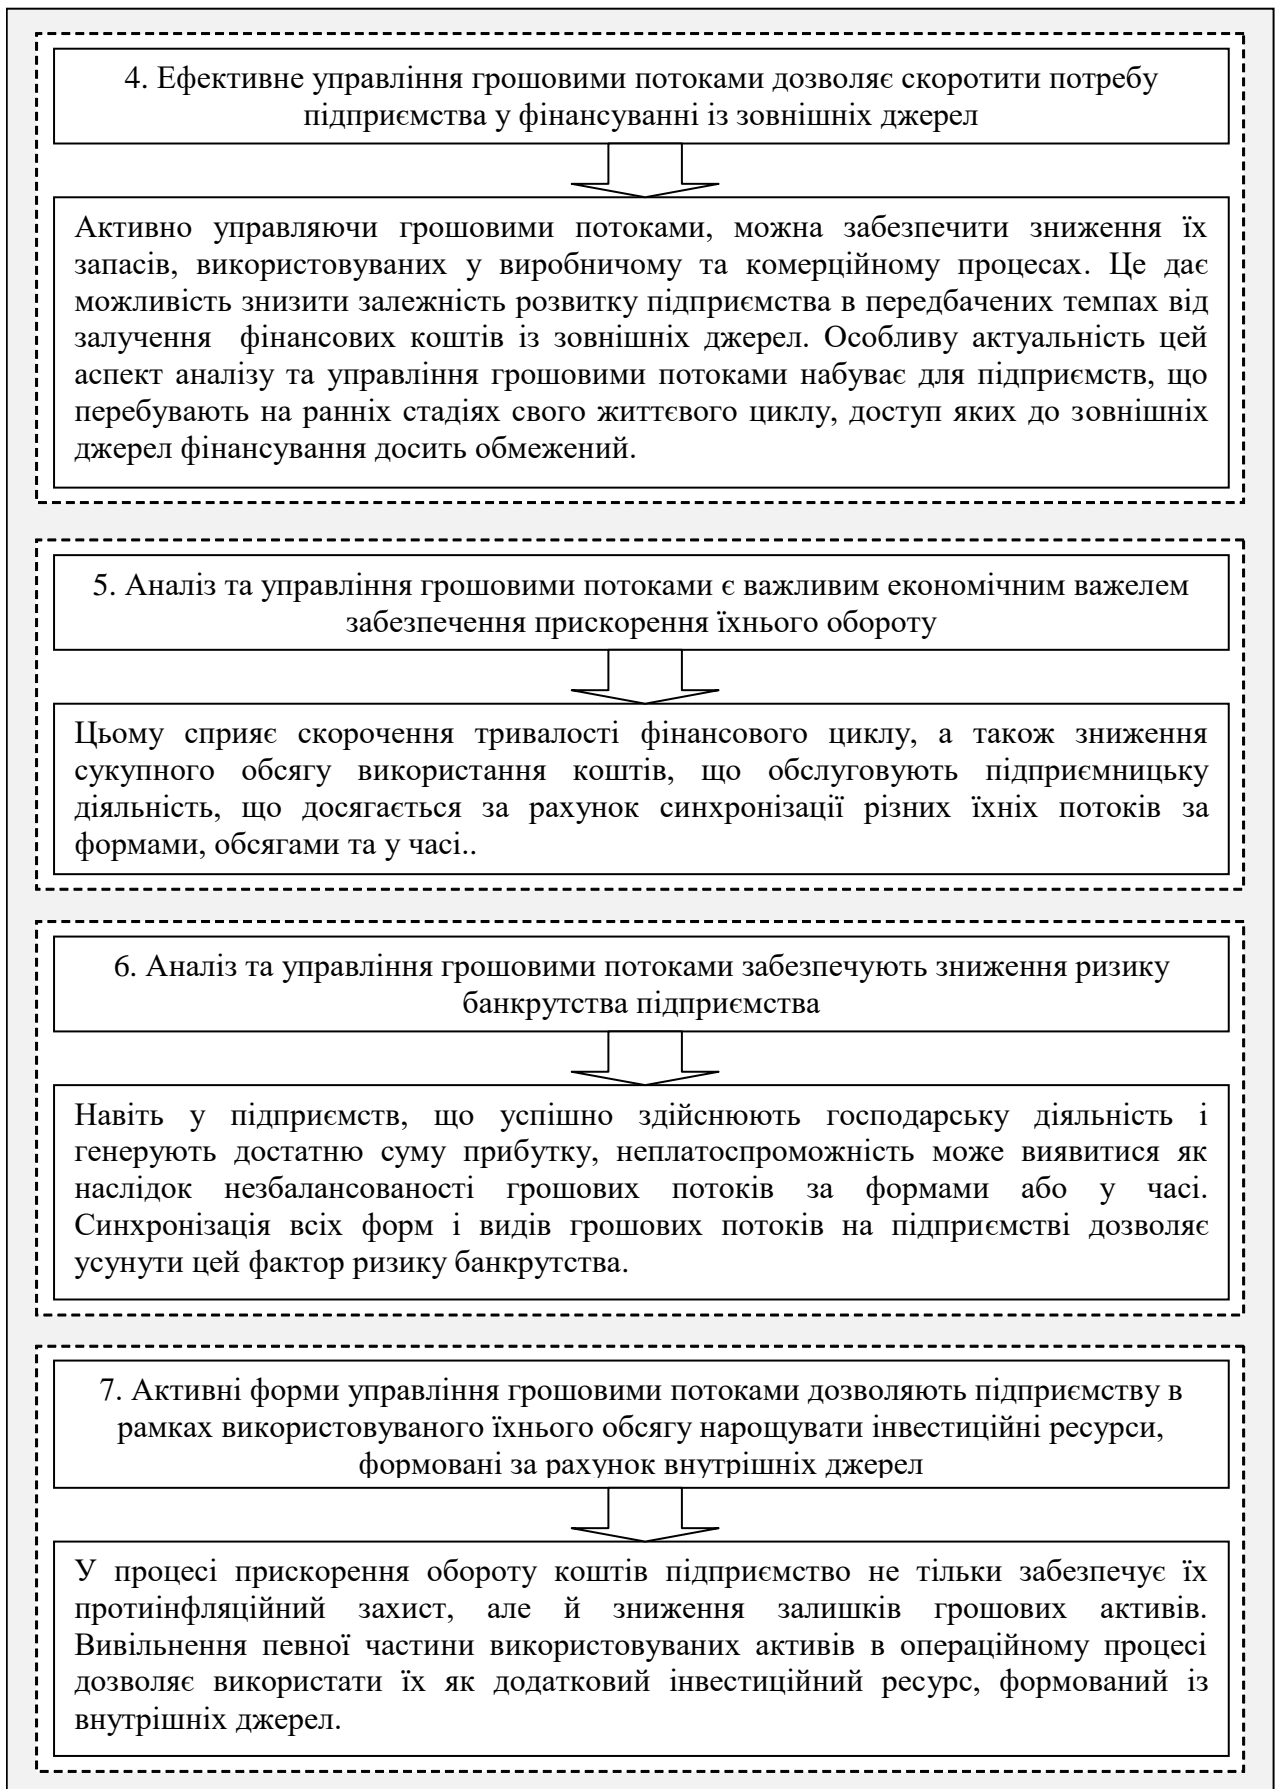 4. Ефективне управління грошовими потоками дозволяє скоротити потребу
підприємства у фінансуванні із зовнішніх джерел
Активно управляючи грошовими потоками, можна забезпечити зниження їх
запасів, використовуваних у виробничому та комерційному процесах. Це дає
можливість знизити залежність розвитку підприємства в передбачених темпах від
залучення фінансових коштів із зовнішніх джерел. Особливу актуальність цей
аспект аналізу та управління грошовими потоками набуває для підприємств, що
перебувають на ранніх стадіях свого життєвого циклу, доступ яких до зовнішніх
джерел фінансування досить обмежений.
5. Аналіз та управління грошовими потоками є важливим економічним важелем
забезпечення прискорення їхнього обороту
Цьому сприяє скорочення тривалості фінансового циклу, а також зниження
сукупного обсягу використання коштів, що обслуговують підприємницьку
діяльність, що досягається за рахунок синхронізації різних їхніх потоків за
формами, обсягами та у часі..
6. Аналіз та управління грошовими потоками забезпечують зниження ризику
банкрутства підприємства
Навіть у підприємств, що успішно здійснюють господарську діяльність і
генерують достатню суму прибутку, неплатоспроможність може виявитися як
наслідок незбалансованості грошових потоків за формами або у часі.
Синхронізація всіх форм і видів грошових потоків на підприємстві дозволяє
усунути цей фактор ризику банкрутства.
7. Активні форми управління грошовими потоками дозволяють підприємству в
рамках використовуваного їхнього обсягу нарощувати інвестиційні ресурси,
формовані за рахунок внутрішніх джерел
У процесі прискорення обороту коштів підприємство не тільки забезпечує їх
протиінфляційний захист, але й зниження залишків грошових активів.
Вивільнення певної частини використовуваних активів в операційному процесі
дозволяє використати їх як додатковий інвестиційний ресурс, формований із
внутрішніх джерел.